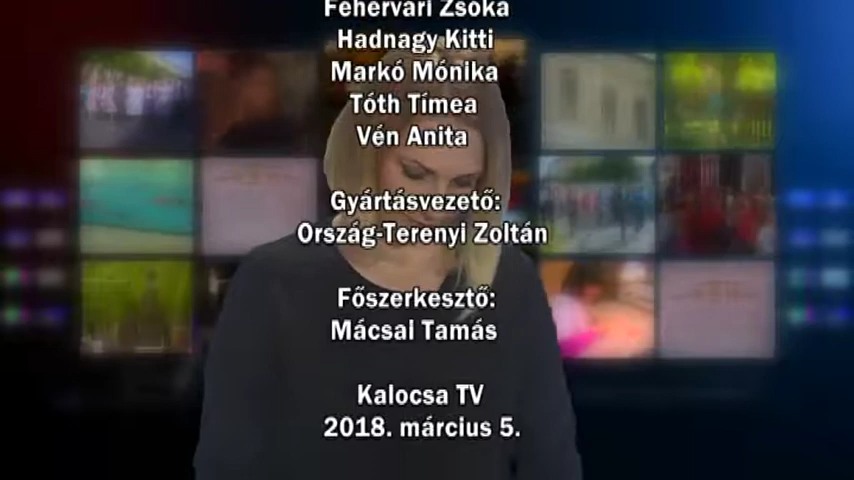 Fehérvári Zsóka
Hadnagy Kitti
Markó Mónika
Tóth Tímea
Vén Anita
Gyártásvezető:
Ország-Terenyi Zoltán
Főszerkesztő:
Mácsai Tamás
Kalocsa TV
2018. március 5.